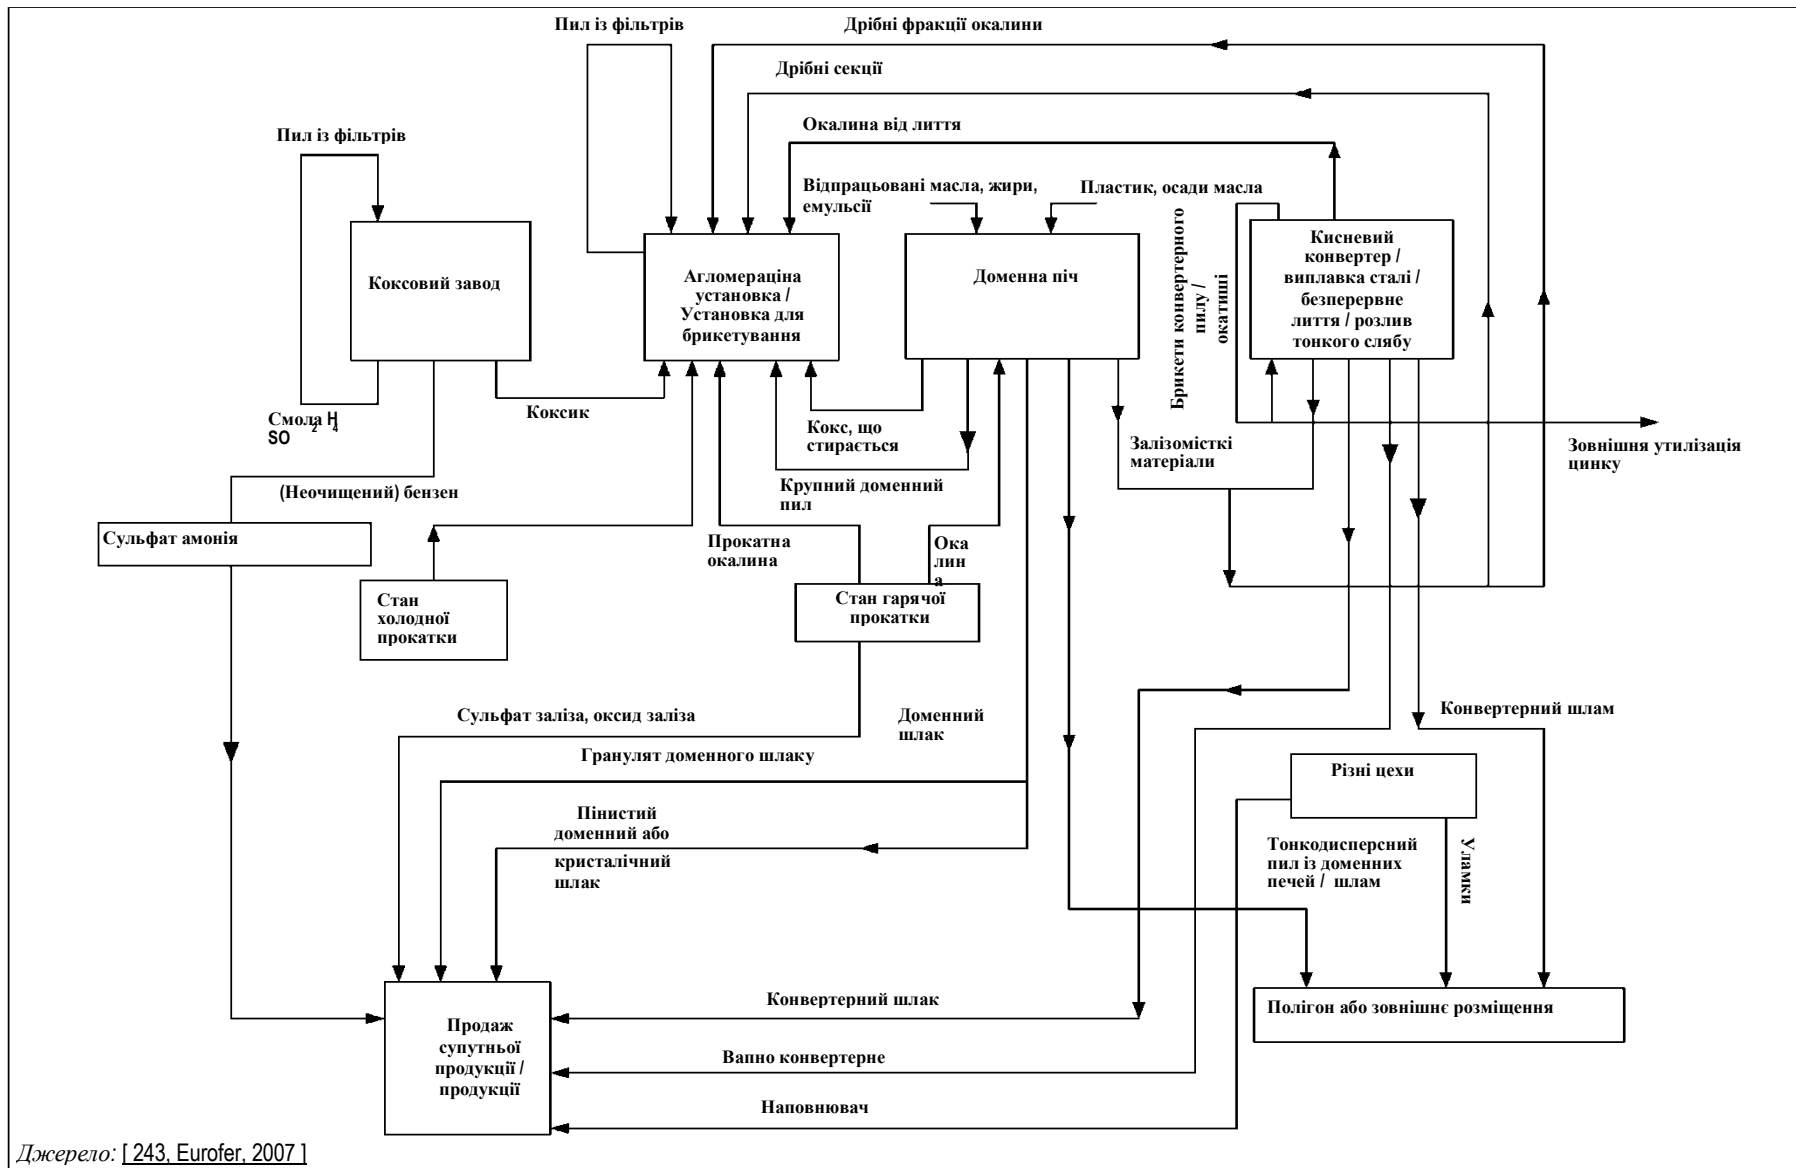 Пил із фільтрів
Дрібні фракції окалини
Дрібні секції
Окалина від лиття
Пил із фільтрів
Відпрацьовані масла, жири,
емульсії
Пластик, осади масла
Брикети конвертерного
пилу /
окатиші
Коксовий завод
Агломераціна
установка /
Установка для
брикетування
Доменна піч
Кисневий
конвертер /
виплавка сталі /
безперервне
лиття / розлив
тонкого слябу
Смола H
SO 2 4
Коксик
Кокс, що
стирається
Залізомісткі
матеріали
Зовнішня утилізація
цинку
(Неочищений) бензен
Крупний доменний
пил
Сульфат амонія
Прокатна
окалина
Ока
лин
а
Стан
холодної
прокатки
Стан гарячої
прокатки
Сульфат заліза, оксид заліза
Доменний
шлак
Конвертерний шлам
Гранулят доменного шлаку
Різні цехи
Пінистий
доменний або
кристалічний
шлак
Тонкодисперсний
пил із доменних
печей / шлам
Уламки
Конвертерний шлак
Полігон або зовнішнє розміщення
Продаж
супутньої
продукції /
продукції
Вапно конвертерне
Наповнювач
Джерело: [ 243, Eurofer, 2007 ]